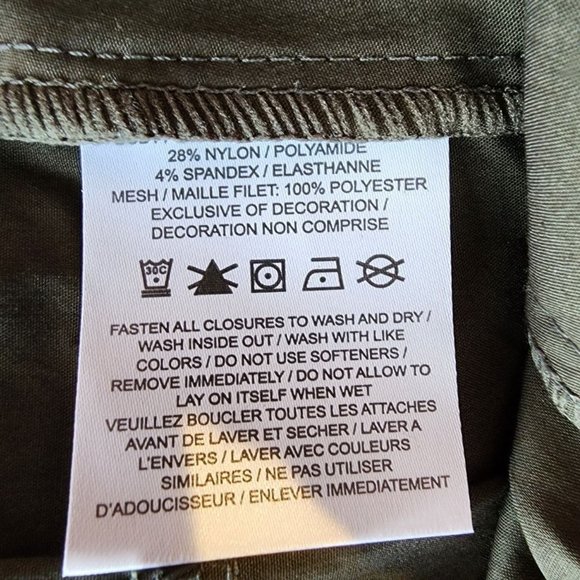 28% NYLON / POLYAMIDE
4% SPANDEX / ELASTHANNE
MESH / MAILLE FILET: 100% POLYESTER
EXCLUSIVE OF DECORATION /
DECORATION NON COMPRISE
30C
FASTEN ALL CLOSURES TO WASH AND DRY /
WASH INSIDE OUT / WASH WITH LIKE
COLORS / DO NOT USE SOFTENERS /
REMOVE IMMEDIATELY / DO NOT ALLOW TO
LAY ON ITSELF WHEN WET
VEUILLEZ BOUCLER TOUTES LES ATTACHES
AVANT DE LAVER ET SECHER / LAVER A
L'ENVERS / LAVER AVEC COULEURS
SIMILAIRES / NE PAS UTILISER
D'ADOUCISSEUR / ENLEVER IMMEDIATEMENT